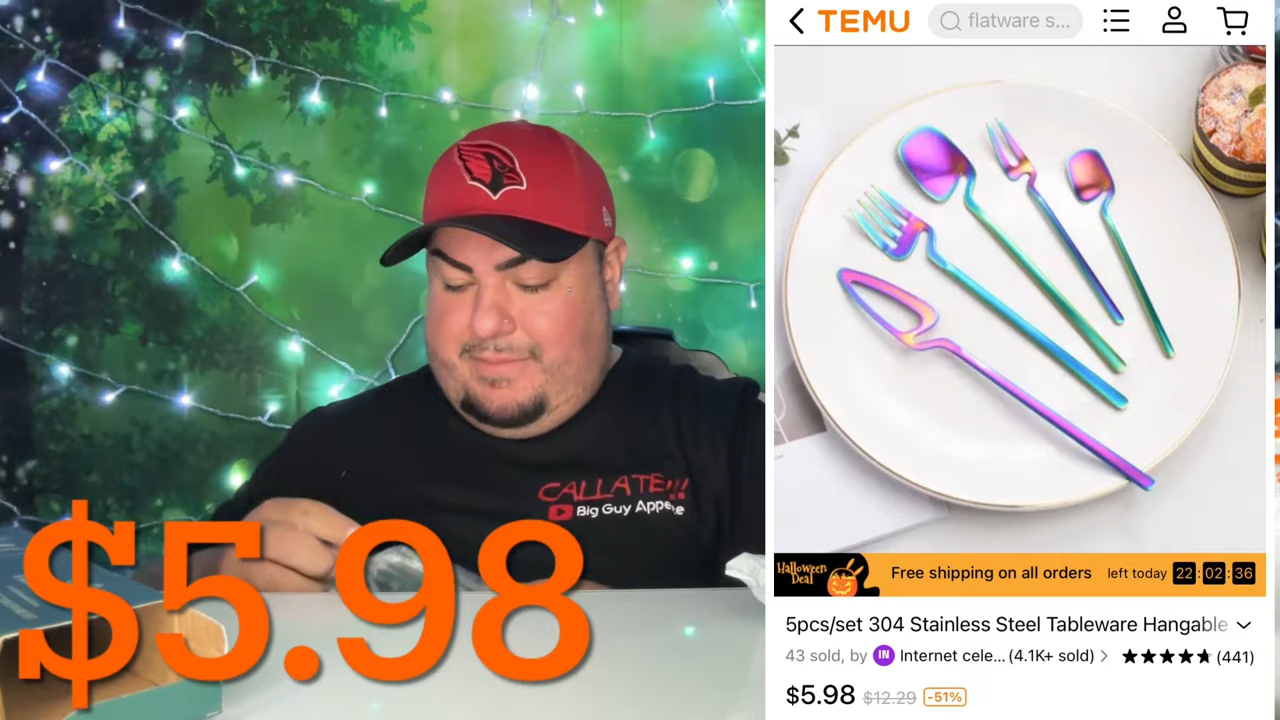 CALLATE!!!
Big Guy Appetite
$5.98
TEMU
flatware s...
Halloween
Deal
Free shipping on all orders left today 22:02:36
5pcs/set 304 Stainless Steel Tableware Hangable
43 sold, by IN Internet cele... (4.1K+ sold) (441)
$5.98 $12.29 -51%